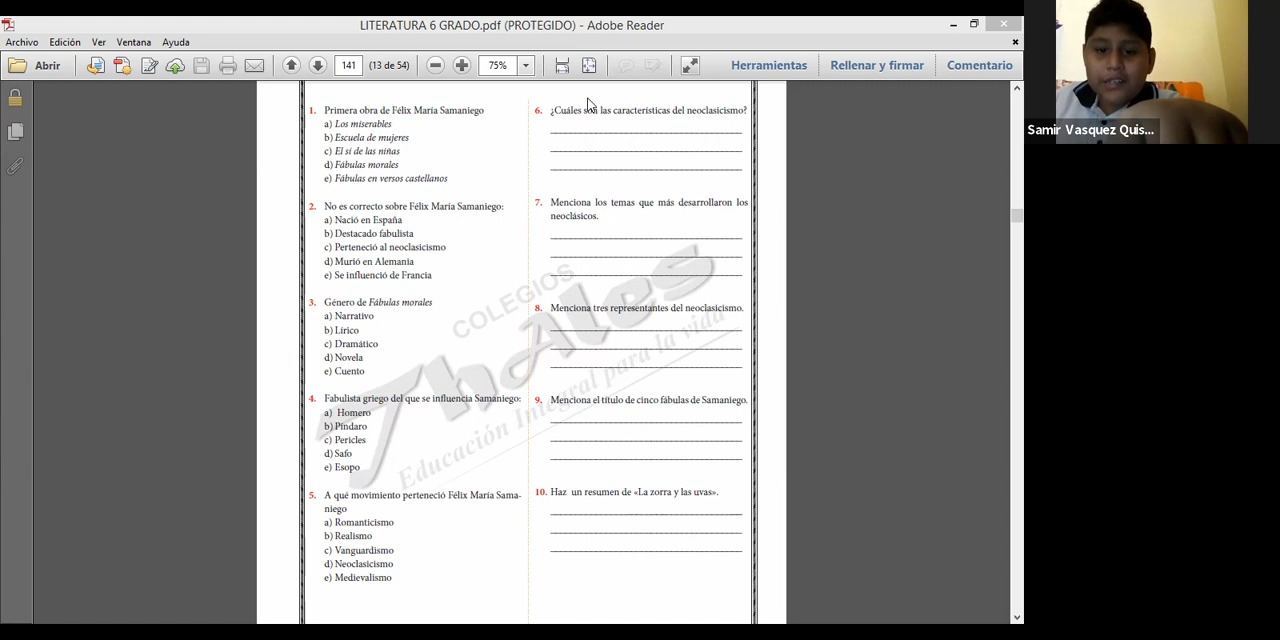 LITERATURA 6 GRADO.pdf (PROTEGIDO) - Adobe Reader
Archivo Edición Ver Ventana Ayuda
Abrir 141 (13 de 54) 75% Herramientas Rellenar y firmar Comentario
1. Primera obra de Félix María Samaniego
a) Los miserables
b) Escuela de mujeres
c) El sí de las niñas
d) Fábulas morales
e) Fábulas en versos castellanos
2. No es correcto sobre Félix María Samaniego:
a) Nació en España
b) Destacado fabulista
c) Perteneció al neoclasicismo
d) Murió en Alemania
e) Se influenció de Francia
3. Género de Fábulas morales
a) Narrativo
b) Lírico
c) Dramático
d) Novela
e) Cuento
4. Fabulista griego del que se influencia Samaniego:
a) Homero
b) Píndaro
c) Pericles
d) Safo
e) Esopo
5. A qué movimiento perteneció Félix María Sama-
niego
a) Romanticismo
b) Realismo
c) Vanguardismo
d) Neoclasicismo
e) Medievalismo
6. ¿Cuáles son las características del neoclasicismo?
7. Menciona los temas que más desarrollaron los
neoclásicos.
8. Menciona tres representantes del neoclasicismo.
9. Menciona el título de cinco fábulas de Samaniego.
10. Haz un resumen de «La zorra y las uvas».
COLEGIOS
Thales
Educación Integral para la vida
Samir Vasquez Quis...